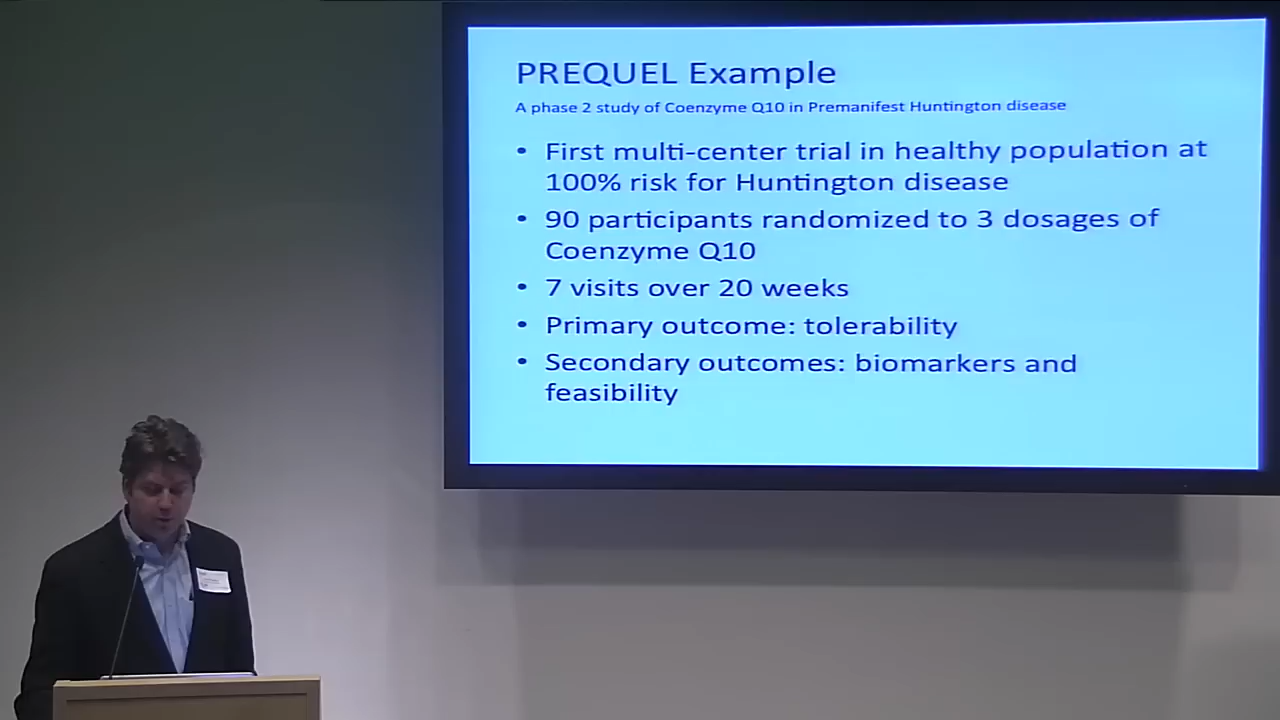 PREQUEL Example
A phase 2 study of Coenzyme Q10 in Premanifest Huntington disease
• First multi-center trial in healthy population at
100% risk for Huntington disease
• 90 participants randomized to 3 dosages of
Coenzyme Q10
• 7 visits over 20 weeks
• Primary outcome: tolerability
• Secondary outcomes: biomarkers and
feasibility